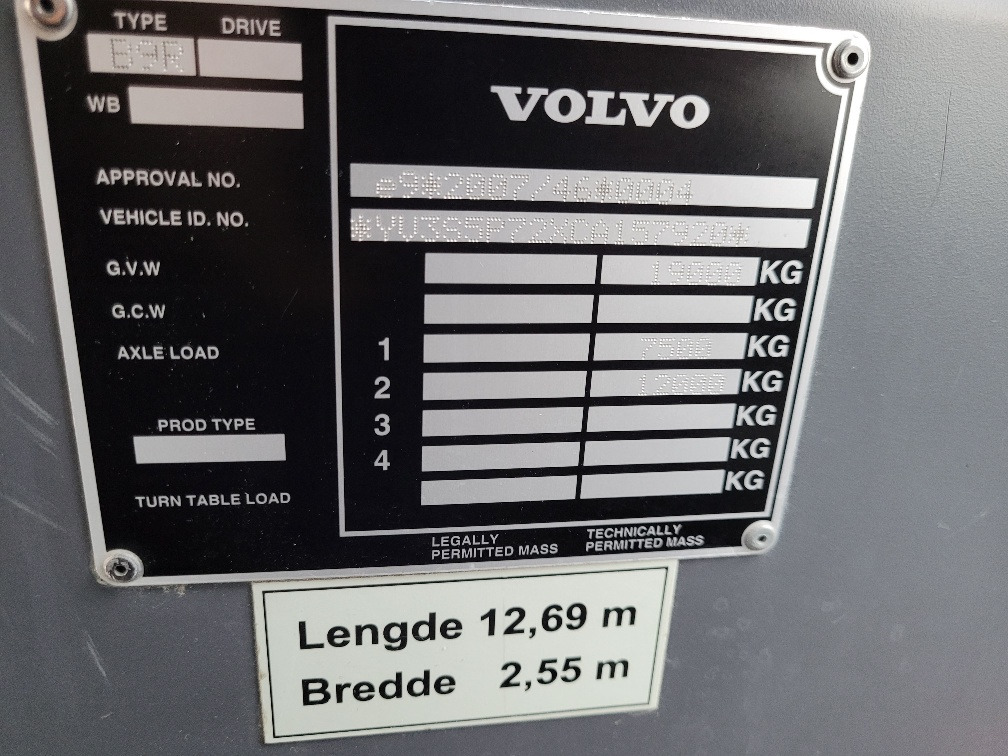 TYPE DRIVE
B9R
WB
VOLVO
APPROVAL NO. e9*2007/46*0004
VEHICLE ID. NO. *YV3S5P72XCA157920*
G.V.W 19000 KG
G.C.W KG
AXLE LOAD 1 7500 KG
2 12000 KG
3 KG
PROD TYPE 4 KG
TURN TABLE LOAD KG
LEGALLY PERMITTED MASS
TECHNICALLY PERMITTED MASS
Lengde 12,69 m
Bredde 2,55 m